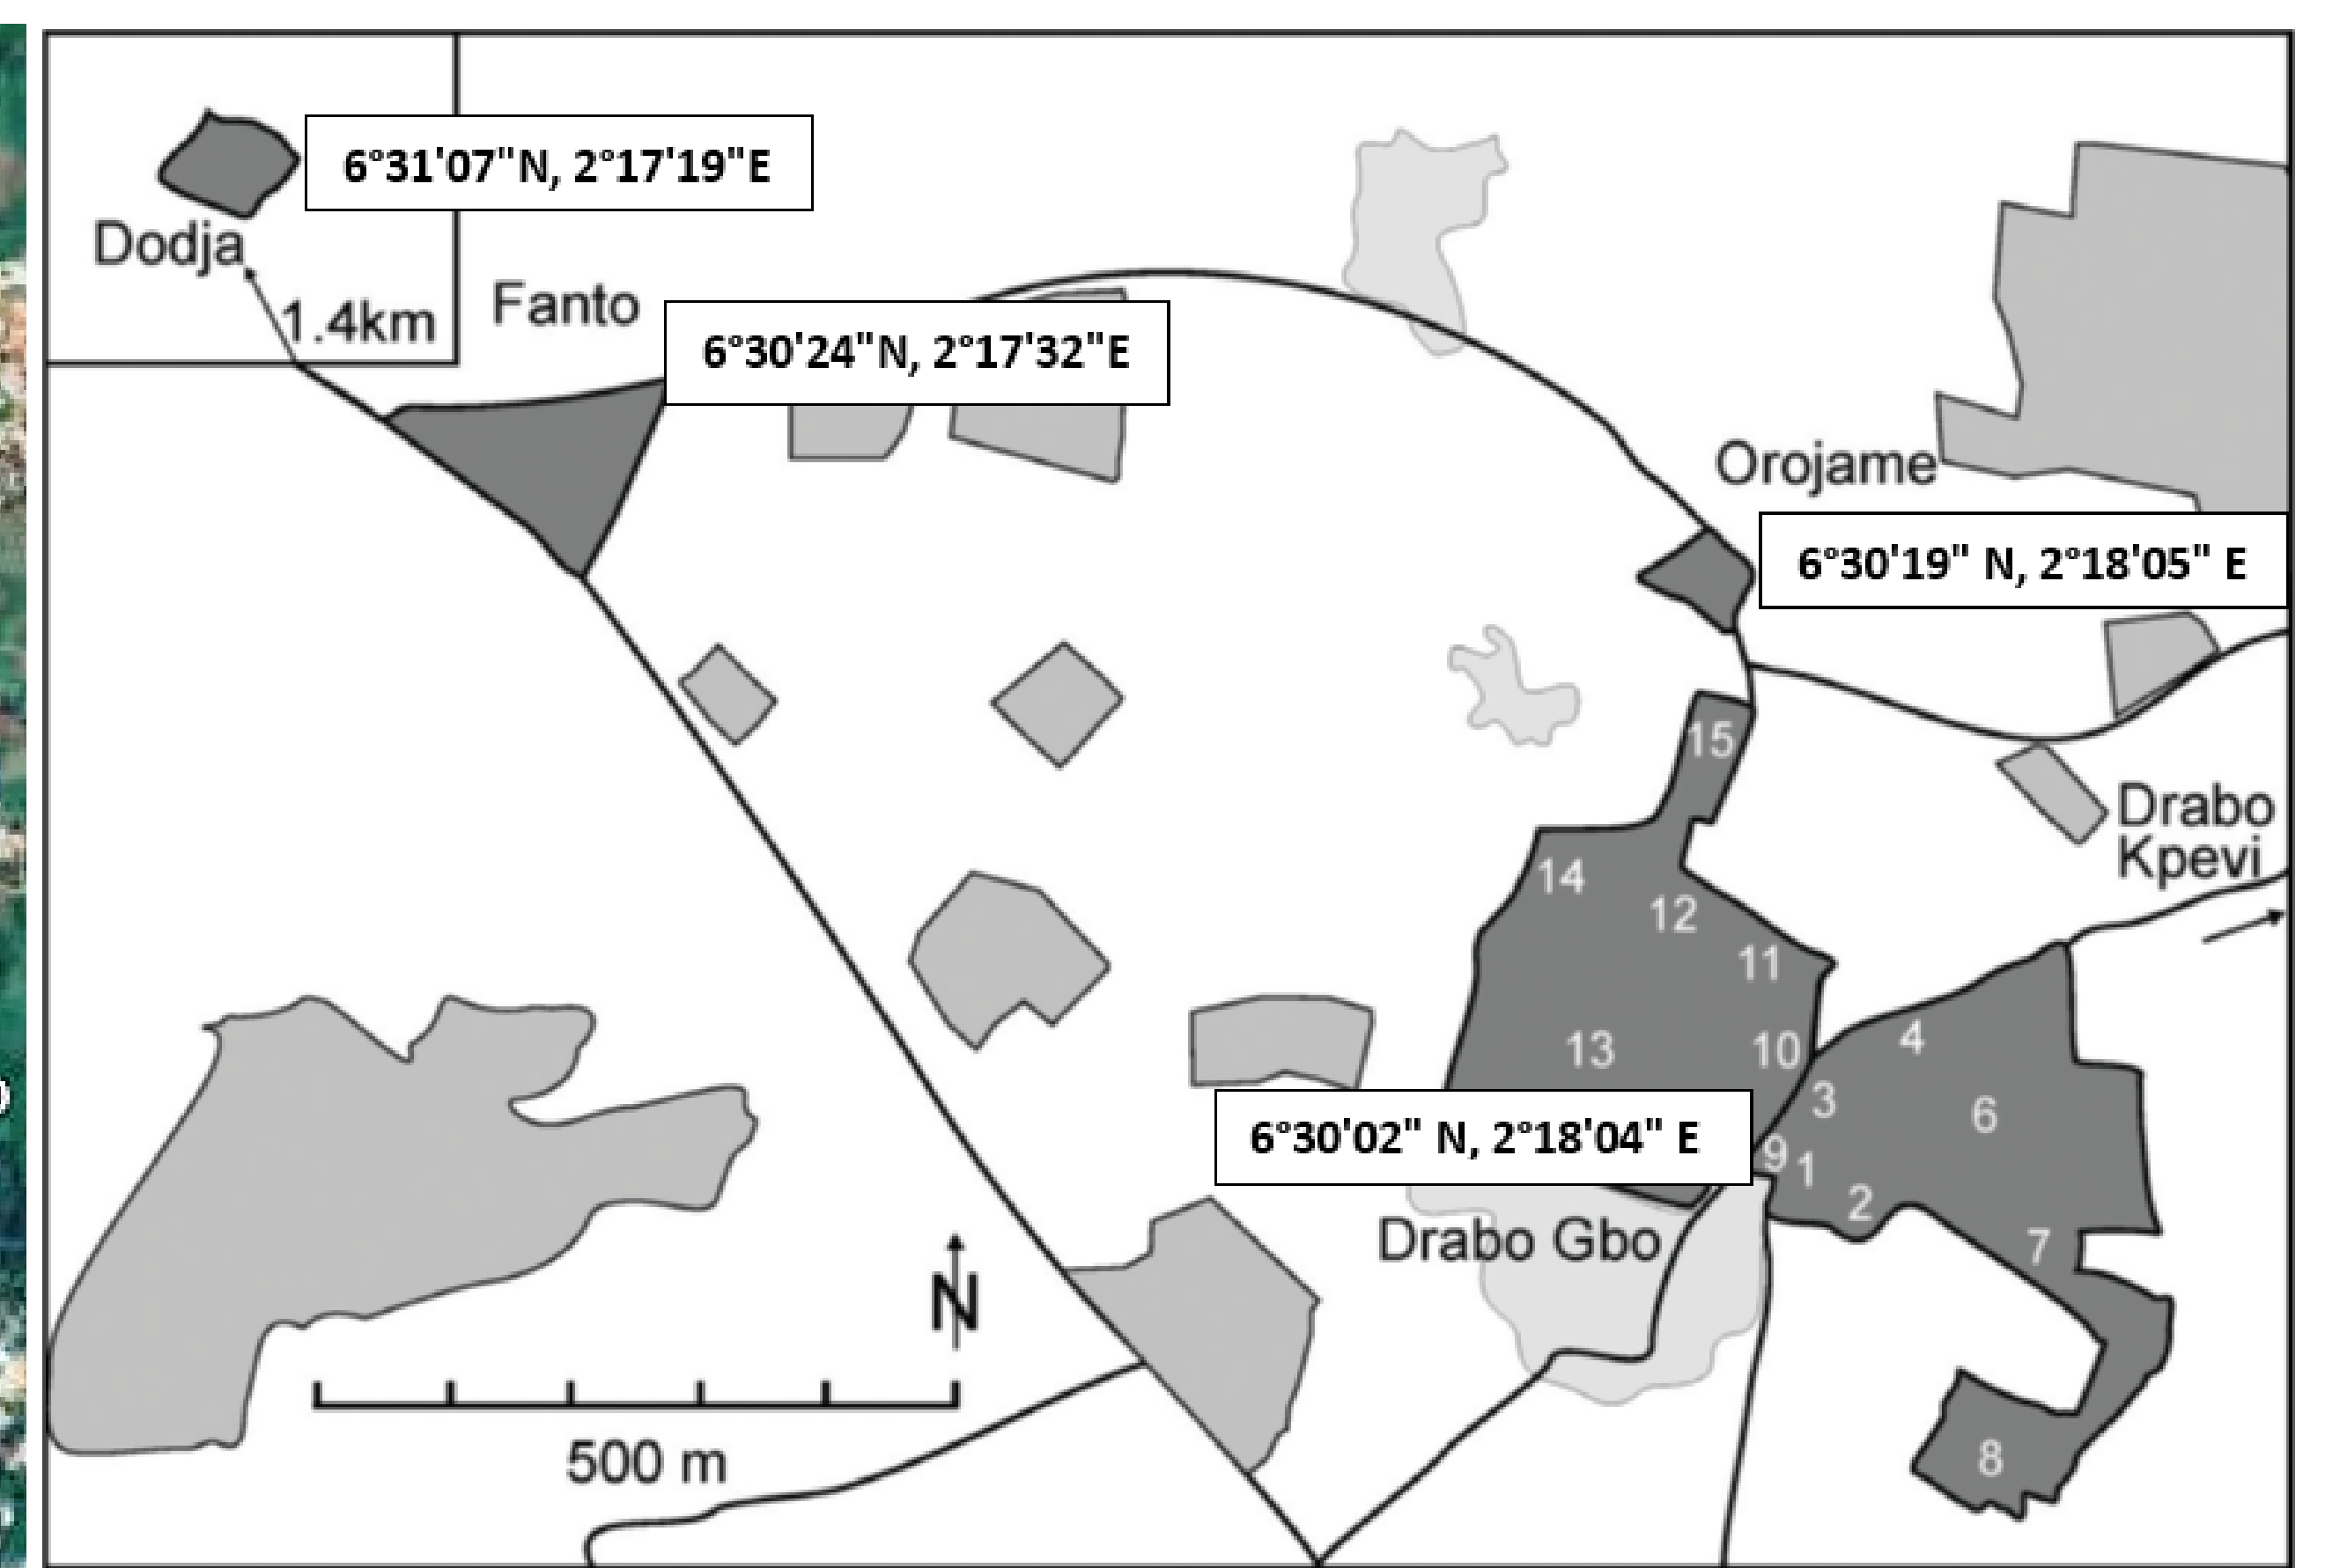 6°31'07"N, 2°17'19"E
Dodja
1.4km
Fanto
6°30'24"N, 2°17'32"E
Orojame
6°30'19" N, 2°18'05" E
15
Drabo
Kpevi
14
12
11
13
10
4
3
6
6°30'02" N, 2°18'04" E
9
1
2
7
Drabo Gbo
N
500 m
8